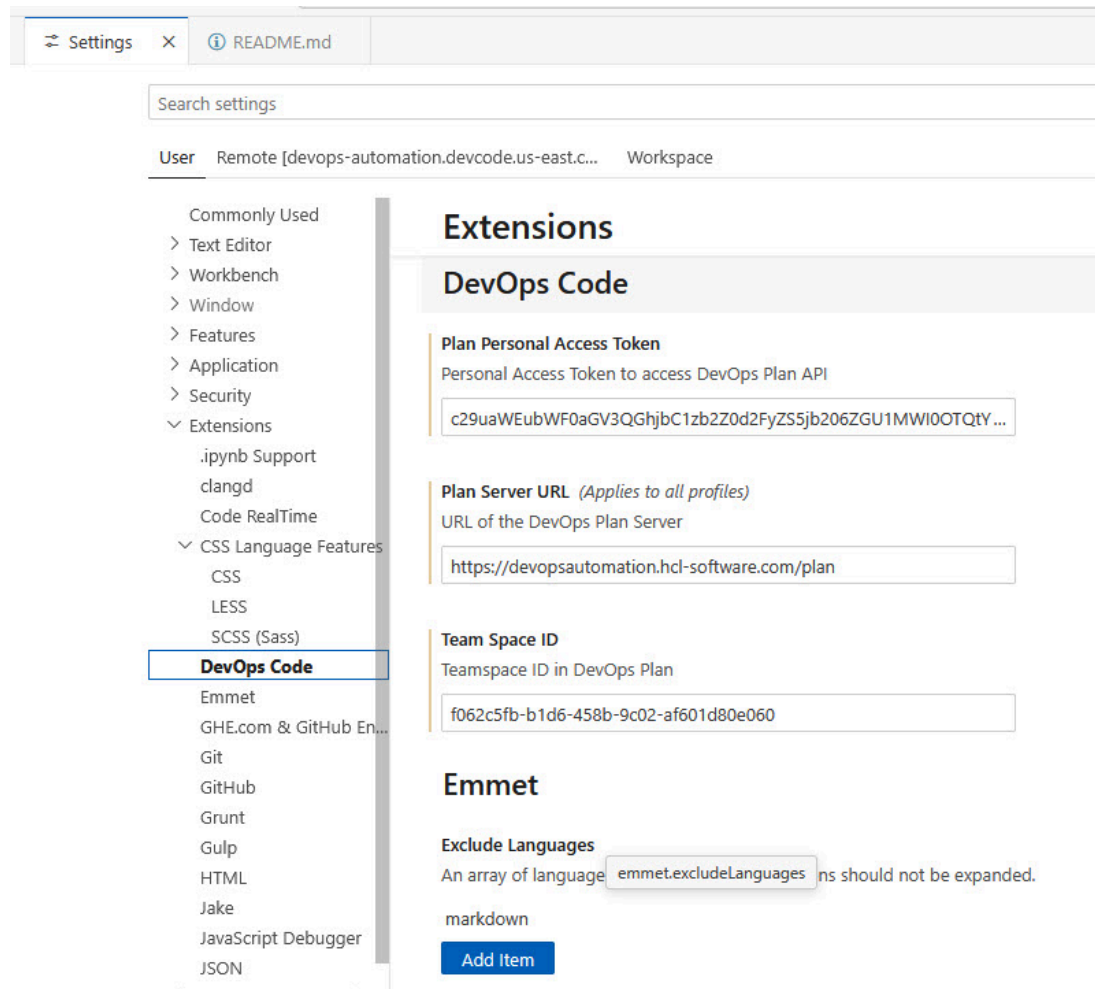 Settings
README.md
Search settings
User Remote [devops-automation.devcode.us-east.c... Workspace
Commonly Used
Text Editor
Workbench
Window
Features
Application
Security
Extensions
.ipynb Support
clangd
Code RealTime
CSS Language Features
CSS
LESS
SCSS (Sass)
DevOps Code
Emmet
GHE.com & GitHub En...
Git
GitHub
Grunt
Gulp
HTML
Jake
JavaScript Debugger
JSON
Extensions
DevOps Code
Plan Personal Access Token
Personal Access Token to access DevOps Plan API
c29uaWEubWF0aGV3QGhjbC1zb2Z0d2FyZS5jb206ZGU1MWI0OTQtY...
Plan Server URL (Applies to all profiles)
URL of the DevOps Plan Server
https://devopsautomation.hcl-software.com/plan
Team Space ID
Teamspace ID in DevOps Plan
f062c5fb-b1d6-458b-9c02-af601d80e060
Emmet
Exclude Languages
An array of language emmet.excludeLanguages ns should not be expanded.
markdown
Add Item